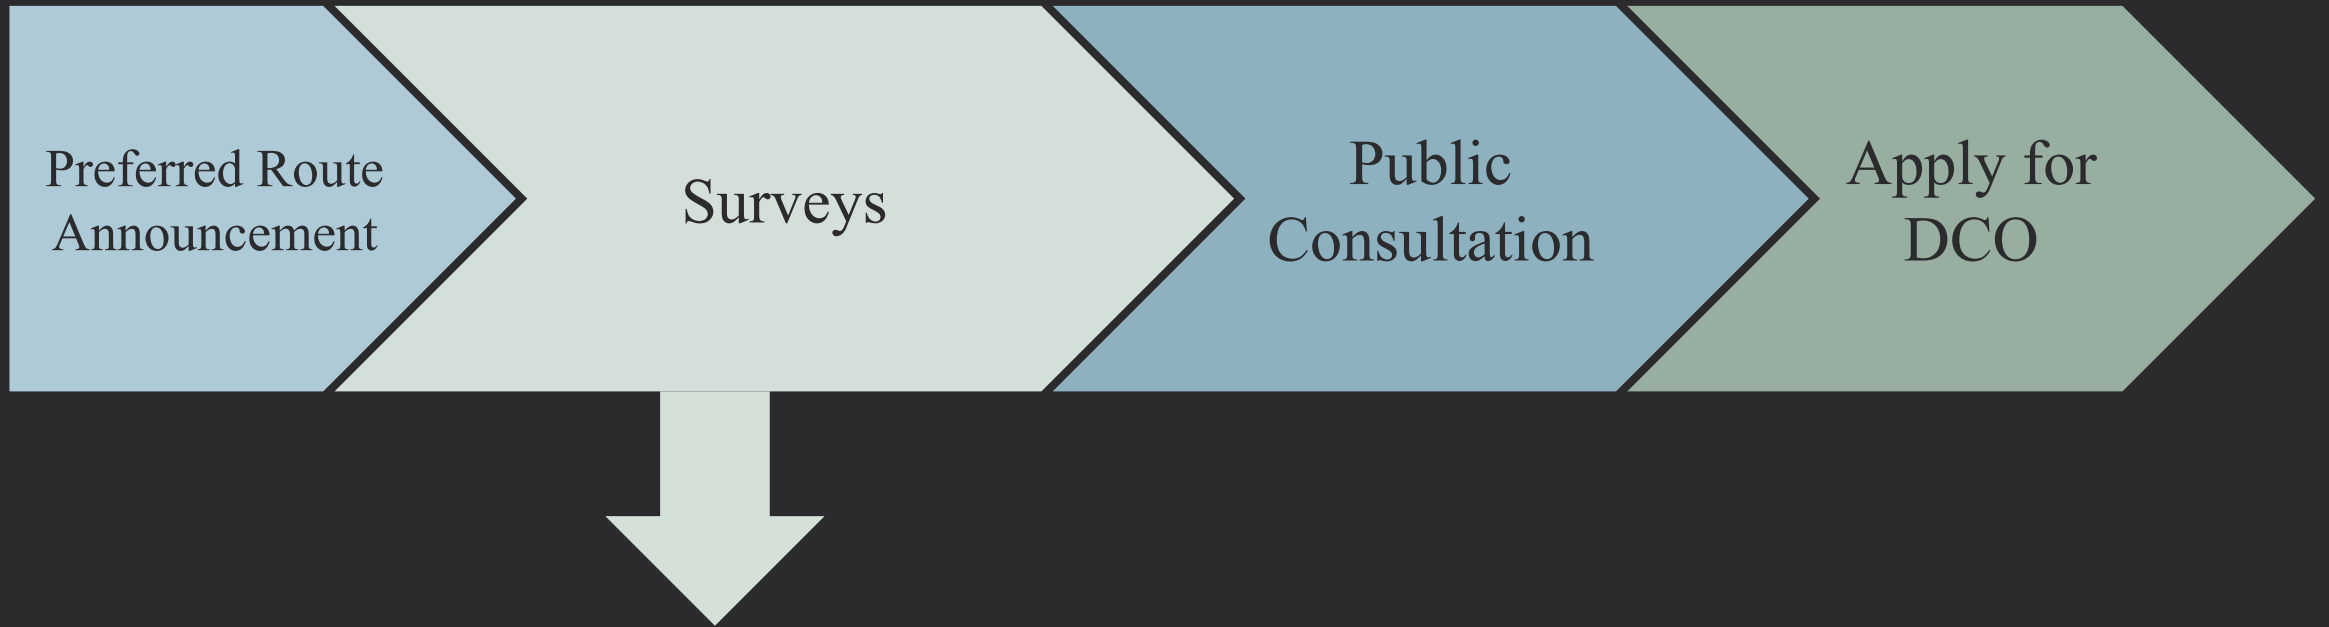 Preferred Route
Announcement
Surveys
Public
Consultation
Apply for
DCO